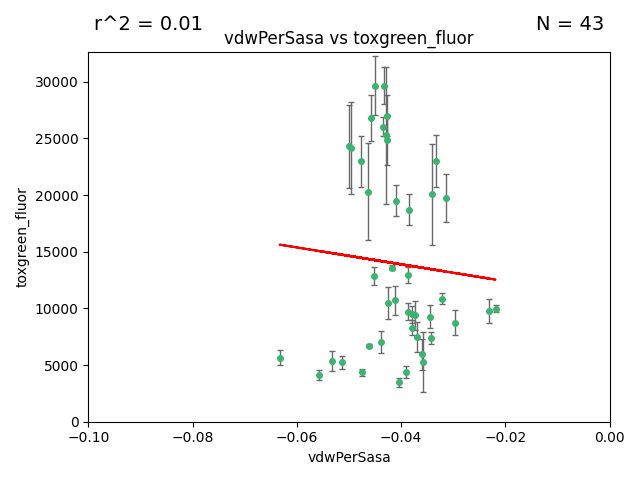 r^2 = 0.01
N = 43
vdwPerSasa vs toxgreen_fluor
30000
25000
20000
15000
10000
5000
0
toxgreen_fluor
−0.10
−0.08
−0.06
−0.04
−0.02
0.00
vdwPerSasa